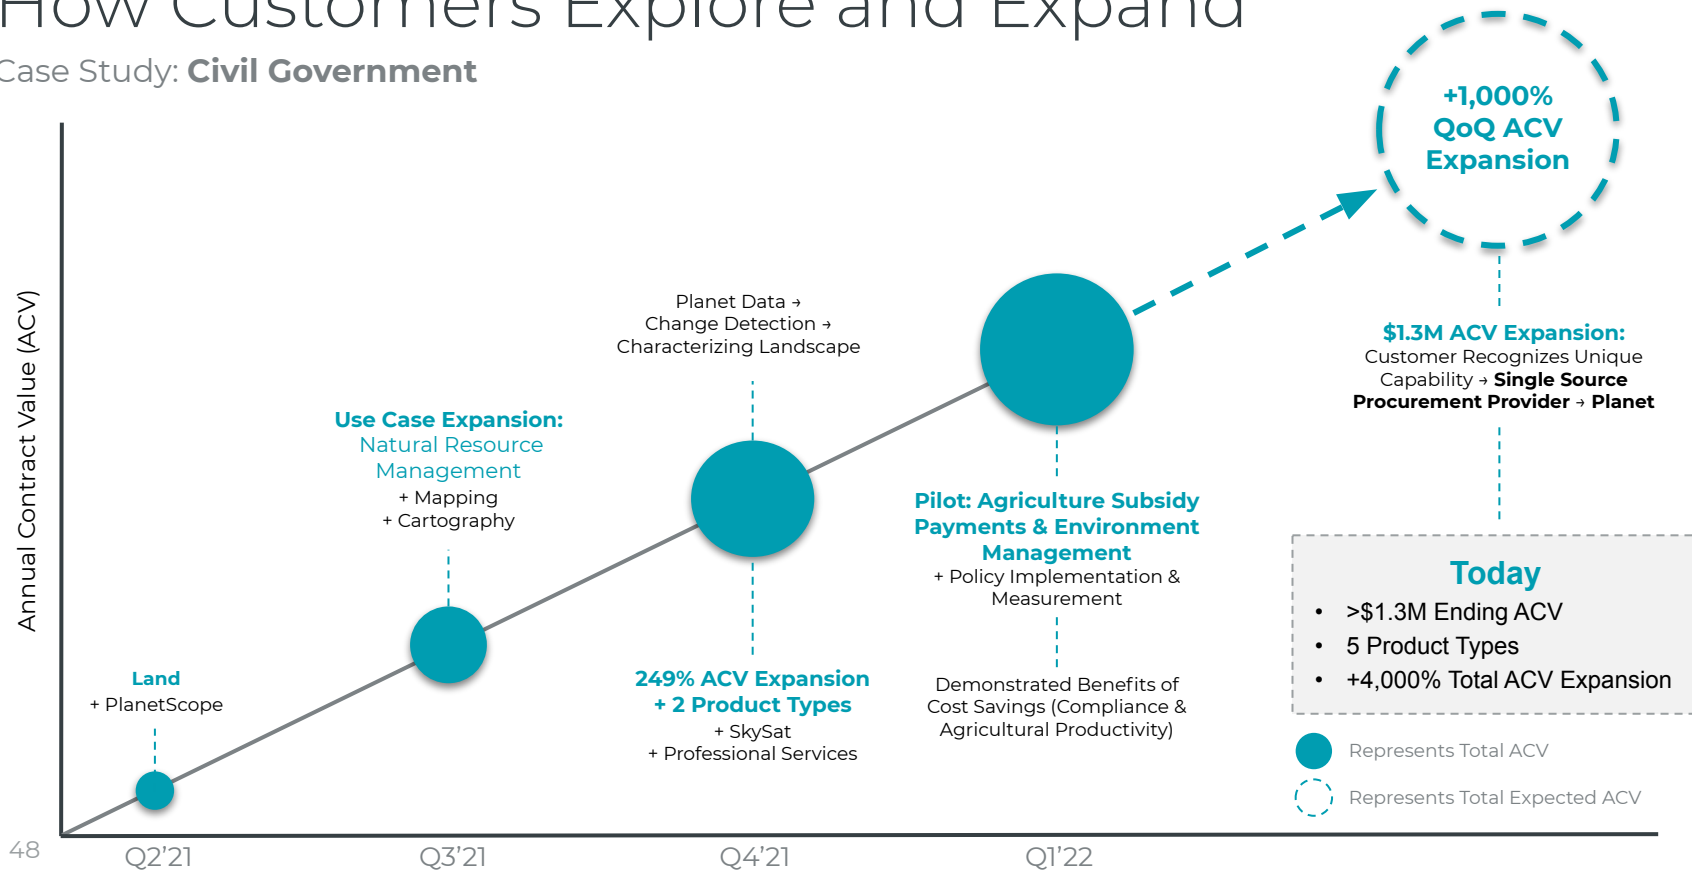 How Customers Explore and Expand
Case Study: Civil Government
Annual Contract Value (ACV)
Land
+ PlanetScope
Use Case Expansion:
Natural Resource
Management
+ Mapping
+ Cartography
Planet Data →
Change Detection →
Characterizing Landscape
249% ACV Expansion
+ 2 Product Types
+ SkySat
+ Professional Services
Pilot: Agriculture Subsidy
Payments & Environment
Management
+ Policy Implementation &
Measurement
Demonstrated Benefits of
Cost Savings (Compliance &
Agricultural Productivity)
+1,000%
QoQ ACV
Expansion
$1.3M ACV Expansion:
Customer Recognizes Unique
Capability → Single Source
Procurement Provider → Planet
Today
• >$1.3M Ending ACV
• 5 Product Types
• +4,000% Total ACV Expansion
Represents Total ACV
Represents Total Expected ACV
48
Q2'21
Q3'21
Q4'21
Q1'22